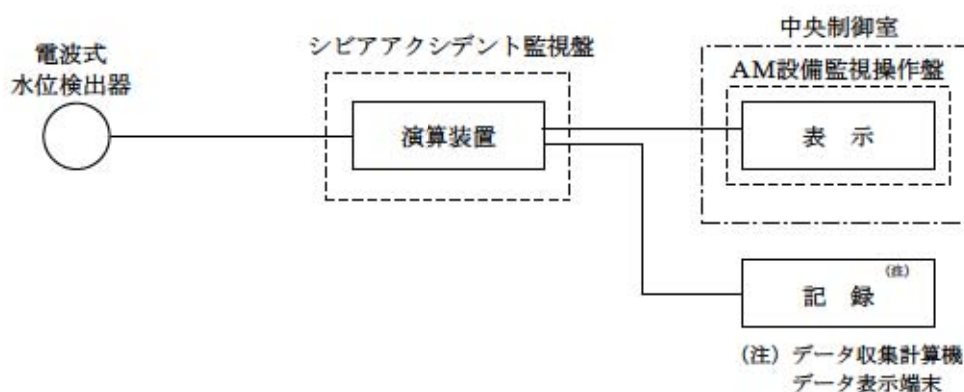 電波式
水位検出器
シビアアクシデント監視盤
演算装置
中央制御室
AM設備監視操作盤
表 示
記 録 (注)
(注) データ収集計算機
データ表示端末